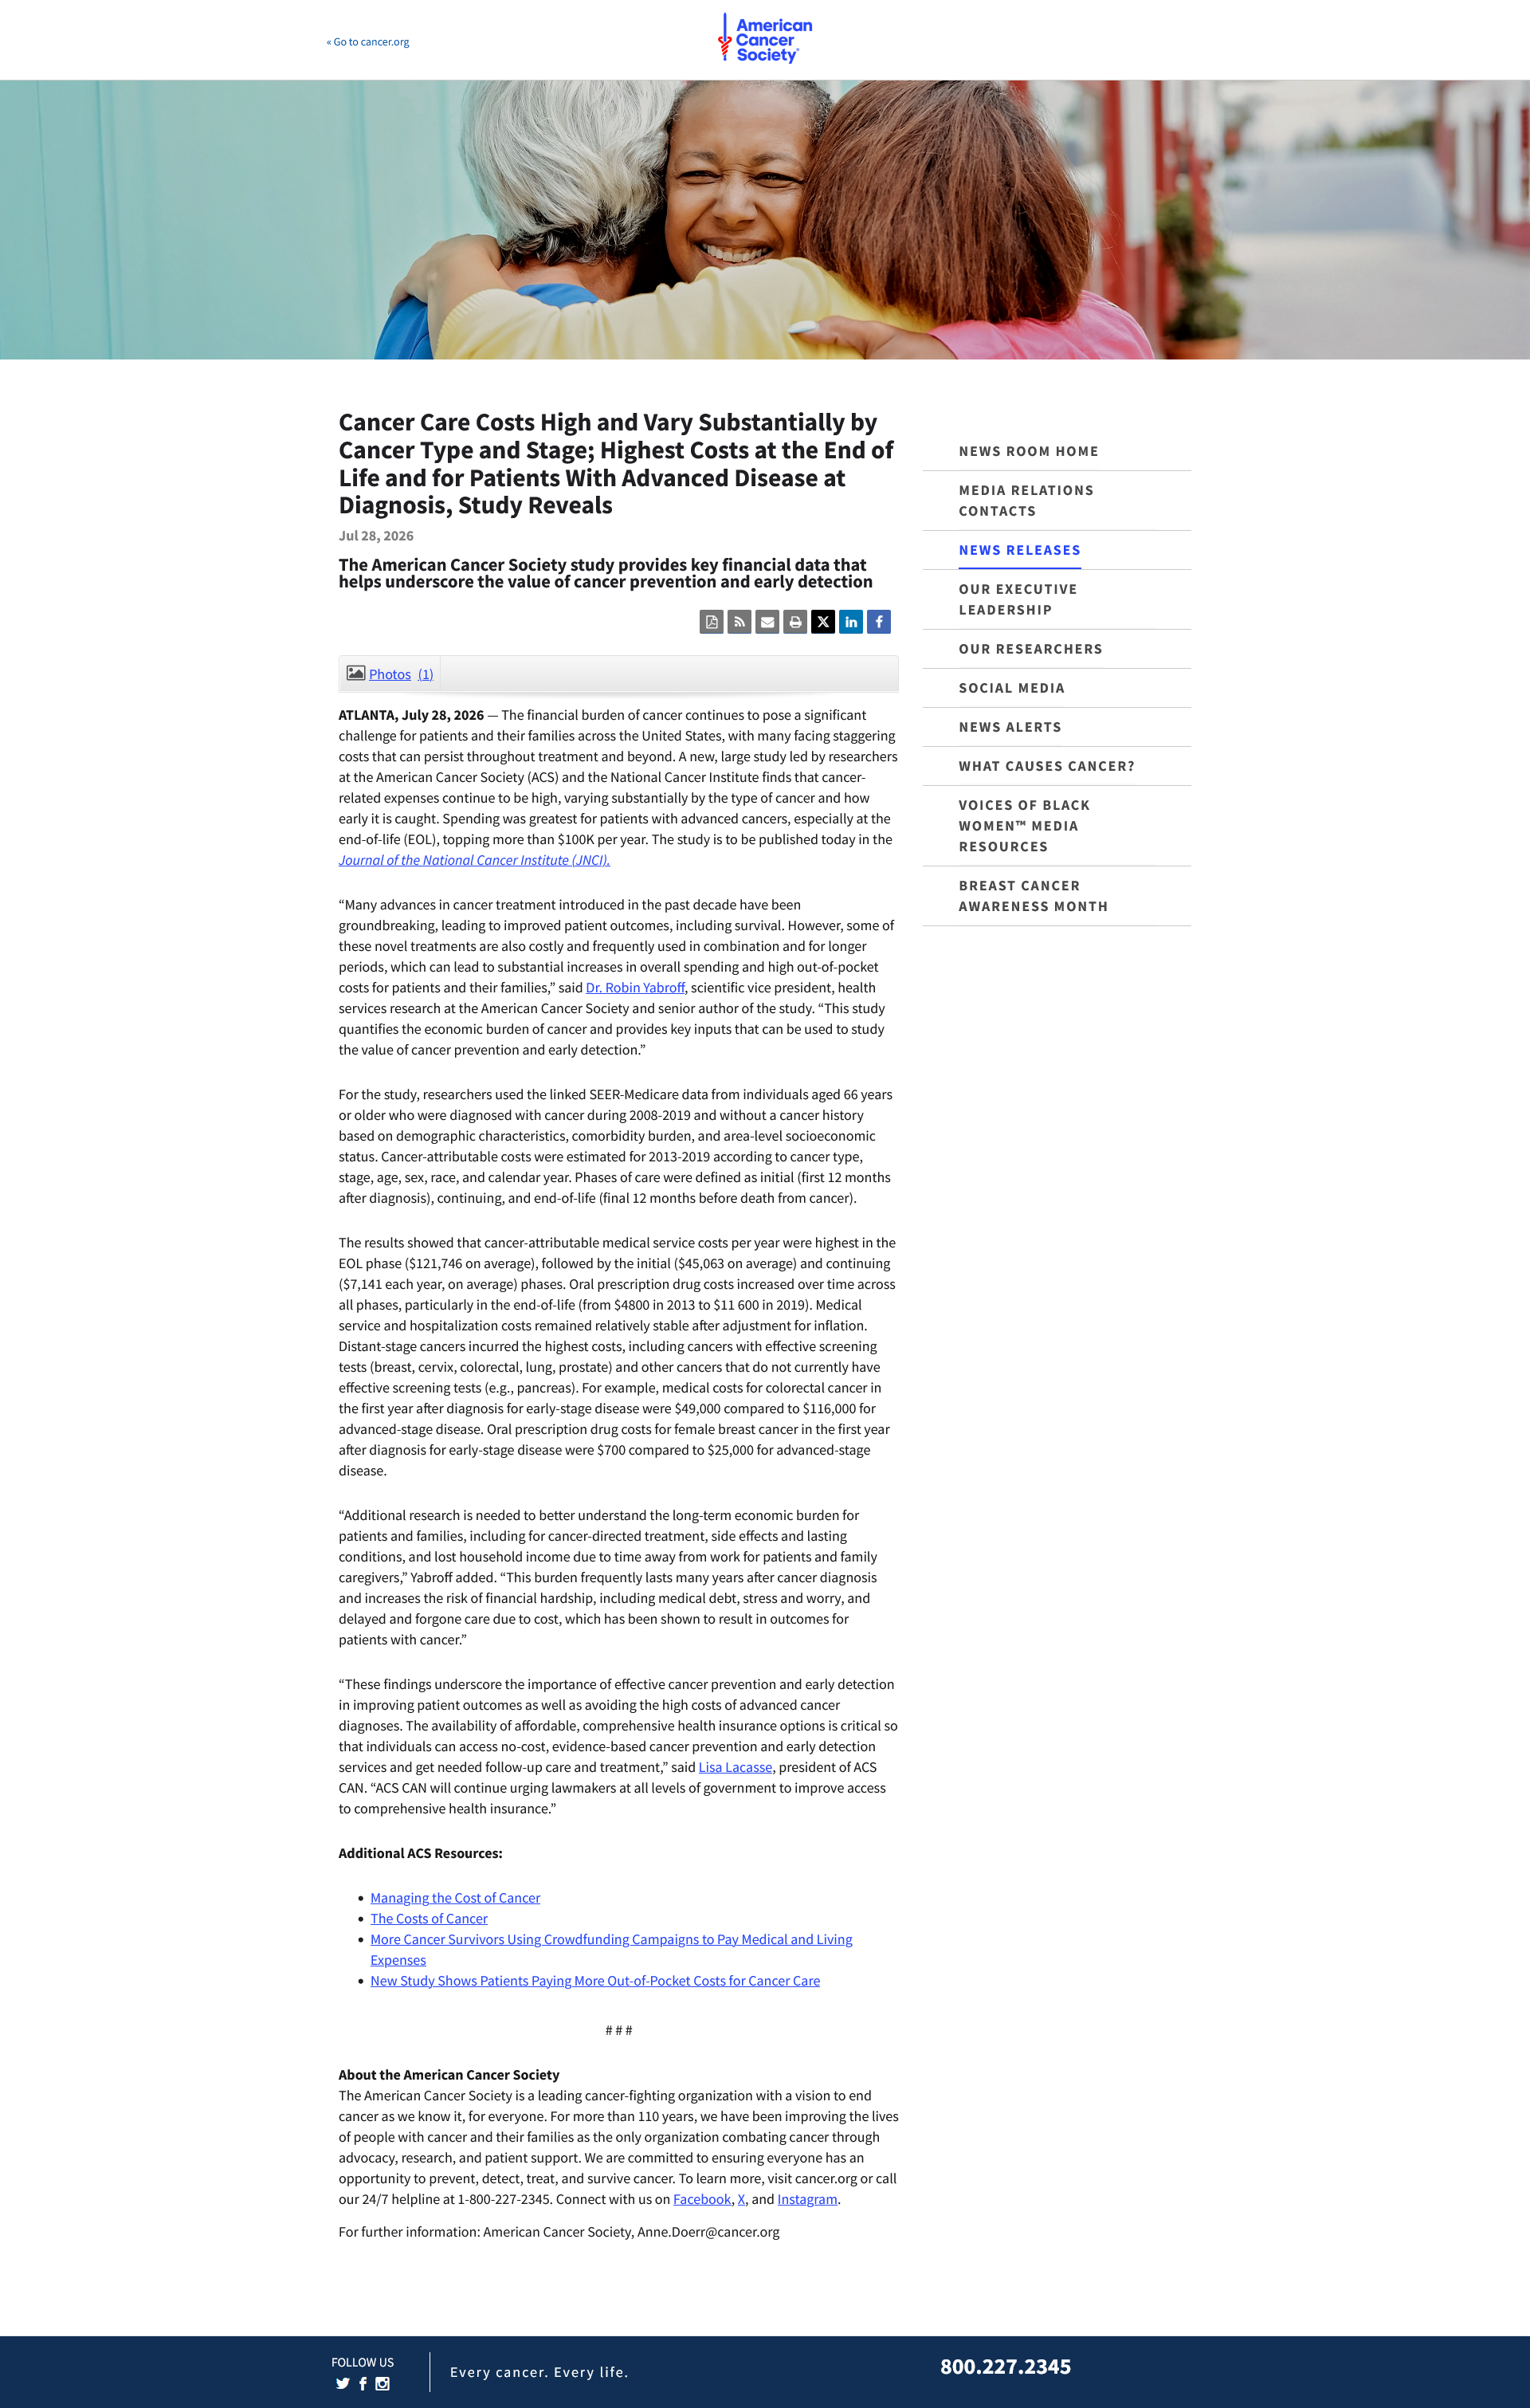 « Go to cancer.org
American
Cancer
Society®
Cancer Care Costs High and Vary Substantially by
Cancer Type and Stage; Highest Costs at the End of
Life and for Patients With Advanced Disease at
Diagnosis, Study Reveals
Jul 28, 2026
The American Cancer Society study provides key financial data that
helps underscore the value of cancer prevention and early detection
Photos (1)
ATLANTA, July 28, 2026 — The financial burden of cancer continues to pose a significant
challenge for patients and their families across the United States, with many facing staggering
costs that can persist throughout treatment and beyond. A new, large study led by researchers
at the American Cancer Society (ACS) and the National Cancer Institute finds that cancer-
related expenses continue to be high, varying substantially by the type of cancer and how
early it is caught. Spending was greatest for patients with advanced cancers, especially at the
end-of-life (EOL), topping more than $100K per year. The study is to be published today in the
Journal of the National Cancer Institute (JNCI).
“Many advances in cancer treatment introduced in the past decade have been
groundbreaking, leading to improved patient outcomes, including survival. However, some of
these novel treatments are also costly and frequently used in combination and for longer
periods, which can lead to substantial increases in overall spending and high out-of-pocket
costs for patients and their families,” said Dr. Robin Yabroff, scientific vice president, health
services research at the American Cancer Society and senior author of the study. “This study
quantifies the economic burden of cancer and provides key inputs that can be used to study
the value of cancer prevention and early detection.”
For the study, researchers used the linked SEER-Medicare data from individuals aged 66 years
or older who were diagnosed with cancer during 2008-2019 and without a cancer history
based on demographic characteristics, comorbidity burden, and area-level socioeconomic
status. Cancer-attributable costs were estimated for 2013-2019 according to cancer type,
stage, age, sex, race, and calendar year. Phases of care were defined as initial (first 12 months
after diagnosis), continuing, and end-of-life (final 12 months before death from cancer).
The results showed that cancer-attributable medical service costs per year were highest in the
EOL phase ($121,746 on average), followed by the initial ($45,063 on average) and continuing
($7,141 each year, on average) phases. Oral prescription drug costs increased over time across
all phases, particularly in the end-of-life (from $4800 in 2013 to $11 600 in 2019). Medical
service and hospitalization costs remained relatively stable after adjustment for inflation.
Distant-stage cancers incurred the highest costs, including cancers with effective screening
tests (breast, cervix, colorectal, lung, prostate) and other cancers that do not currently have
effective screening tests (e.g., pancreas). For example, medical costs for colorectal cancer in
the first year after diagnosis for early-stage disease were $49,000 compared to $116,000 for
advanced-stage disease. Oral prescription drug costs for female breast cancer in the first year
after diagnosis for early-stage disease were $700 compared to $25,000 for advanced-stage
disease.
“Additional research is needed to better understand the long-term economic burden for
patients and families, including for cancer-directed treatment, side effects and lasting
conditions, and lost household income due to time away from work for patients and family
caregivers,” Yabroff added. “This burden frequently lasts many years after cancer diagnosis
and increases the risk of financial hardship, including medical debt, stress and worry, and
delayed and forgone care due to cost, which has been shown to result in outcomes for
patients with cancer.”
“These findings underscore the importance of effective cancer prevention and early detection
in improving patient outcomes as well as avoiding the high costs of advanced cancer
diagnoses. The availability of affordable, comprehensive health insurance options is critical so
that individuals can access no-cost, evidence-based cancer prevention and early detection
services and get needed follow-up care and treatment,” said Lisa Lacasse, president of ACS
CAN. “ACS CAN will continue urging lawmakers at all levels of government to improve access
to comprehensive health insurance.”
Additional ACS Resources:
• Managing the Cost of Cancer
• The Costs of Cancer
• More Cancer Survivors Using Crowdfunding Campaigns to Pay Medical and Living
Expenses
• New Study Shows Patients Paying More Out-of-Pocket Costs for Cancer Care
# # #
About the American Cancer Society
The American Cancer Society is a leading cancer-fighting organization with a vision to end
cancer as we know it, for everyone. For more than 110 years, we have been improving the lives
of people with cancer and their families as the only organization combating cancer through
advocacy, research, and patient support. We are committed to ensuring everyone has an
opportunity to prevent, detect, treat, and survive cancer. To learn more, visit cancer.org or call
our 24/7 helpline at 1-800-227-2345. Connect with us on Facebook, X, and Instagram.
For further information: American Cancer Society, Anne.Doerr@cancer.org
NEWS ROOM HOME
MEDIA RELATIONS
CONTACTS
NEWS RELEASES
OUR EXECUTIVE
LEADERSHIP
OUR RESEARCHERS
SOCIAL MEDIA
NEWS ALERTS
WHAT CAUSES CANCER?
VOICES OF BLACK
WOMEN™ MEDIA
RESOURCES
BREAST CANCER
AWARENESS MONTH
FOLLOW US
Every cancer. Every life.
800.227.2345